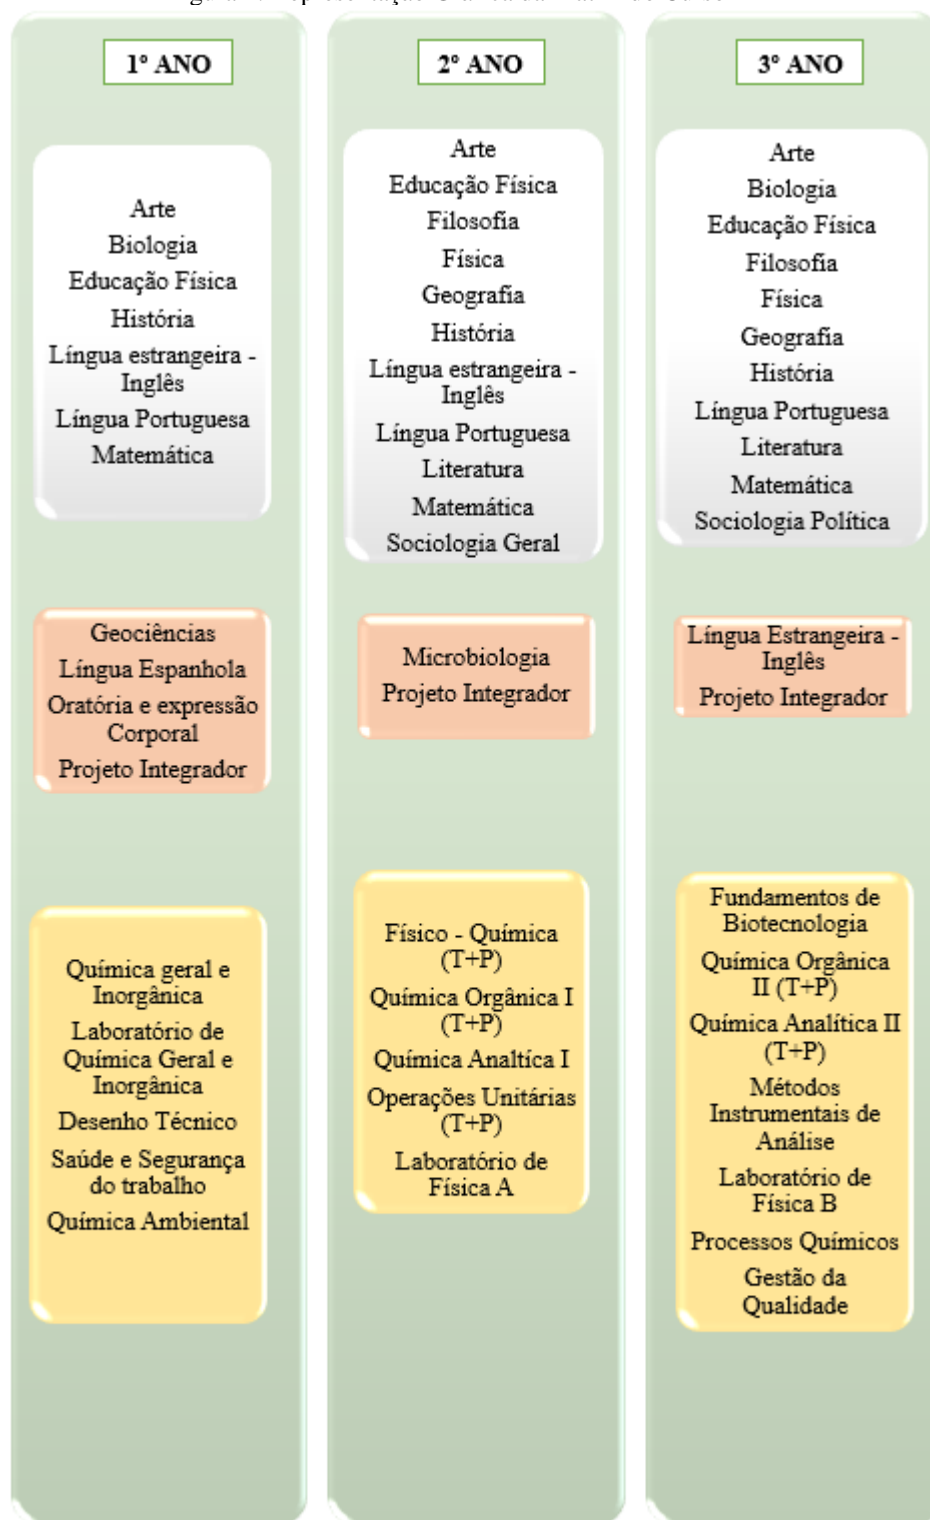 1º ANO
Arte
Biologia
Educação Física
História
Língua estrangeira -
Inglês
Língua Portuguesa
Matemática
Geociências
Língua Espanhola
Oratória e expressão
Corporal
Projeto Integrador
Química geral e
Inorgânica
Laboratório de
Química Geral e
Inorgânica
Desenho Técnico
Saúde e Segurança
do trabalho
Química Ambiental
2º ANO
Arte
Educação Física
Filosofia
Física
Geografia
História
Língua estrangeira -
Inglês
Língua Portuguesa
Literatura
Matemática
Sociologia Geral
Microbiologia
Projeto Integrador
Físico - Química
(T+P)
Química Orgânica I
(T+P)
Química Analtíca I
Operações Unitárias
(T+P)
Laboratório de
Física A
3º ANO
Arte
Biologia
Educação Física
Filosofia
Física
Geografia
História
Língua Portuguesa
Literatura
Matemática
Sociologia Política
Língua Estrangeira -
Inglês
Projeto Integrador
Fundamentos de
Biotecnologia
Química Orgânica
II (T+P)
Química Analítica II
(T+P)
Métodos
Instrumentais de
Análise
Laboratório de
Física B
Processos Químicos
Gestão da
Qualidade